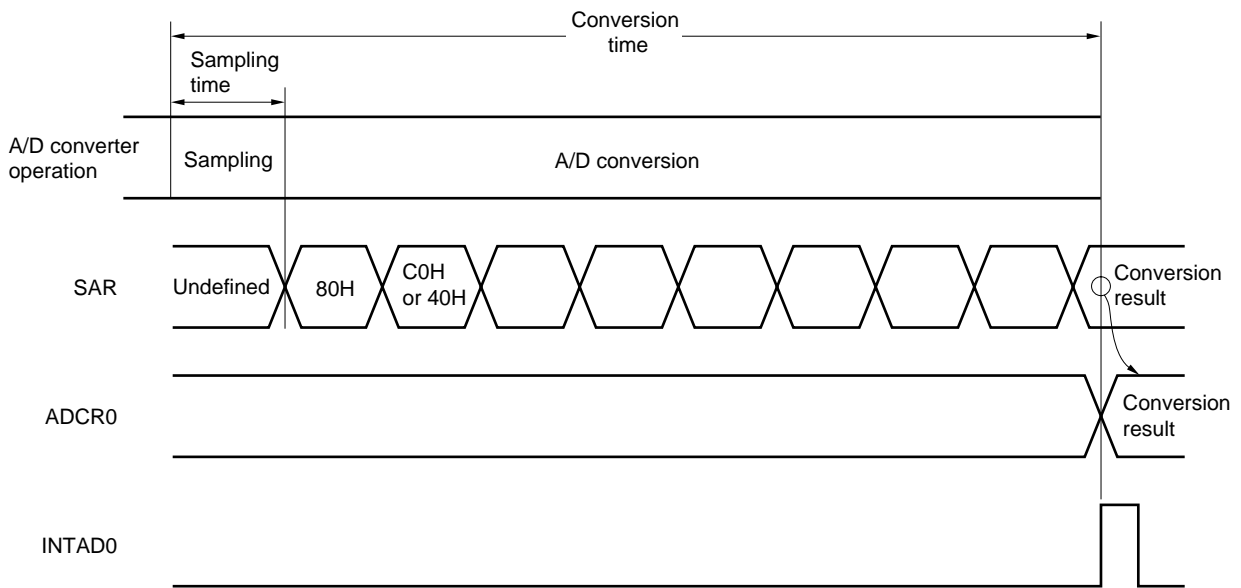 Conversion
time
Sampling
time
A/D converter
operation
Sampling
A/D conversion
SAR
Undefined
80H
C0H
or 40H
Conversion
result
ADCR0
Conversion
result
INTAD0